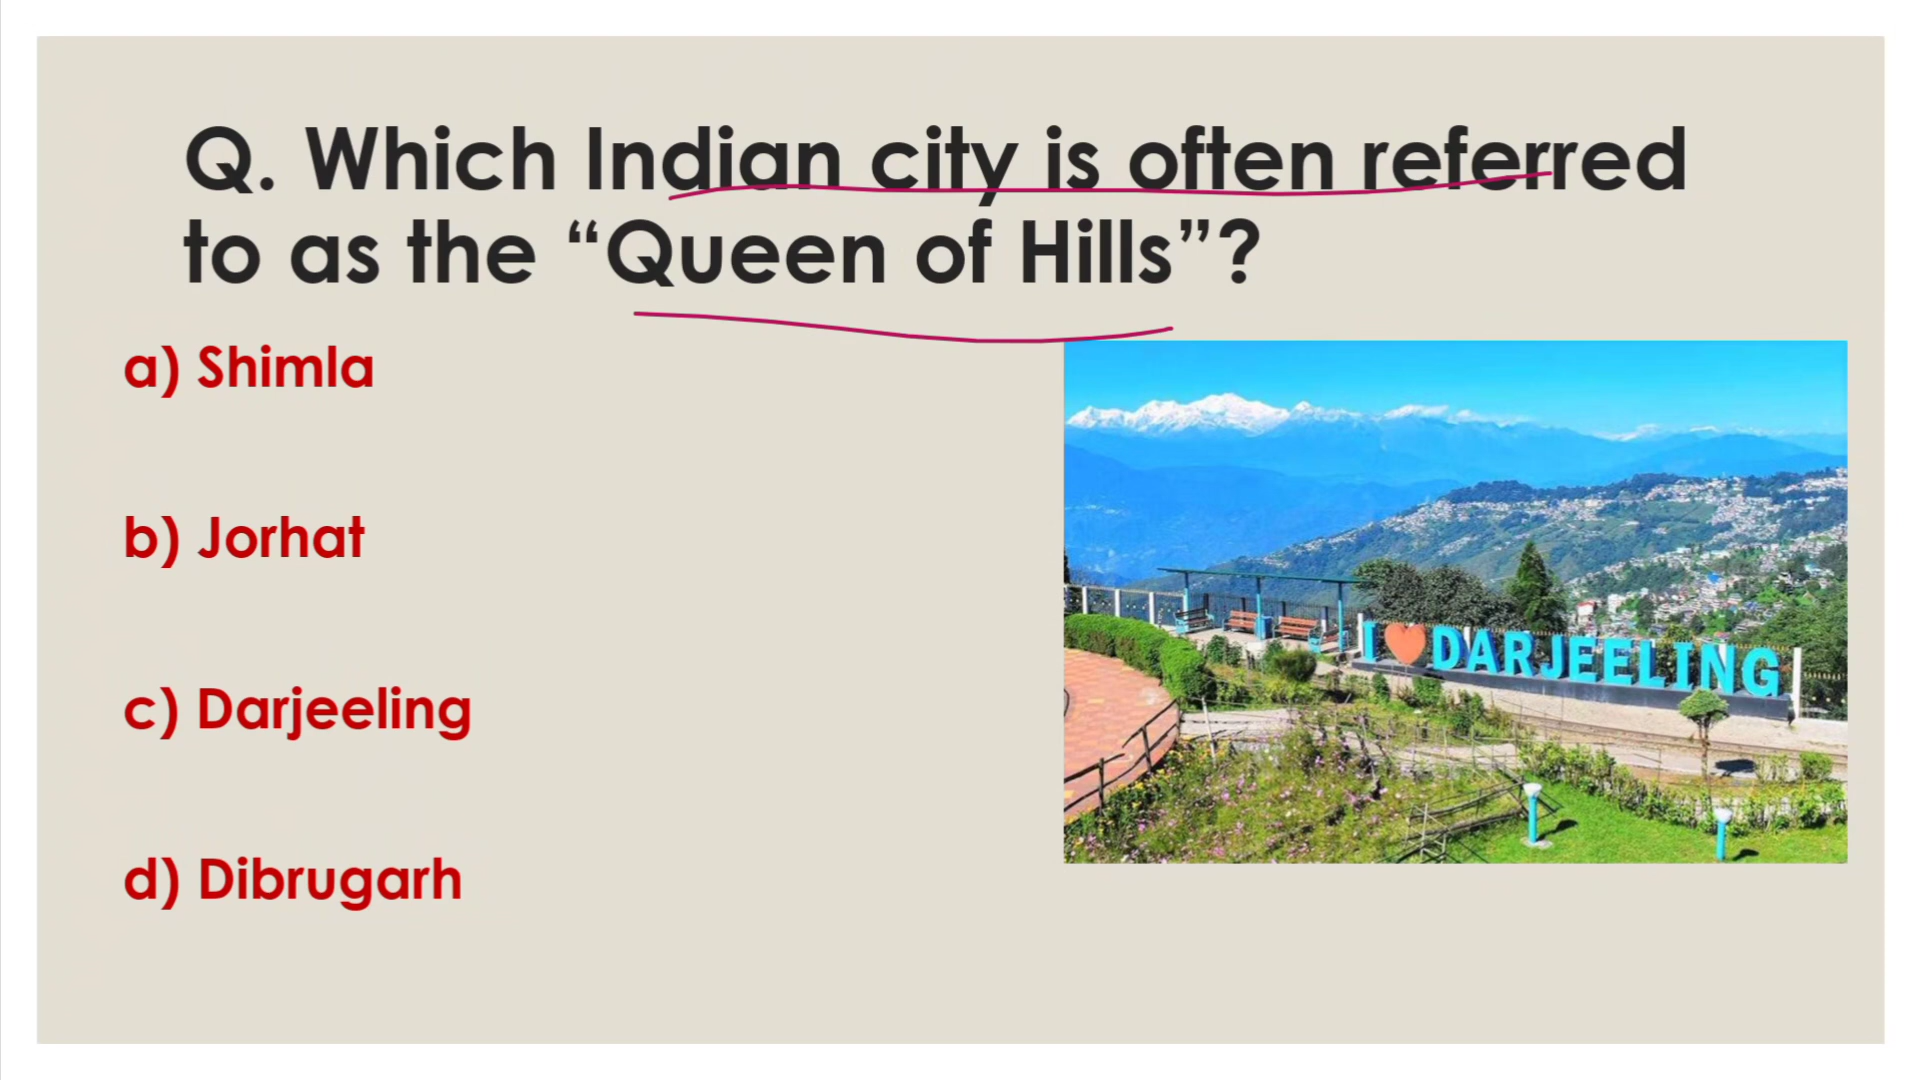 Q. Which Indian city is often referred
to as the “Queen of Hills”?
a) Shimla
b) Jorhat
c) Darjeeling
d) Dibrugarh
I ❤ DARJEELING